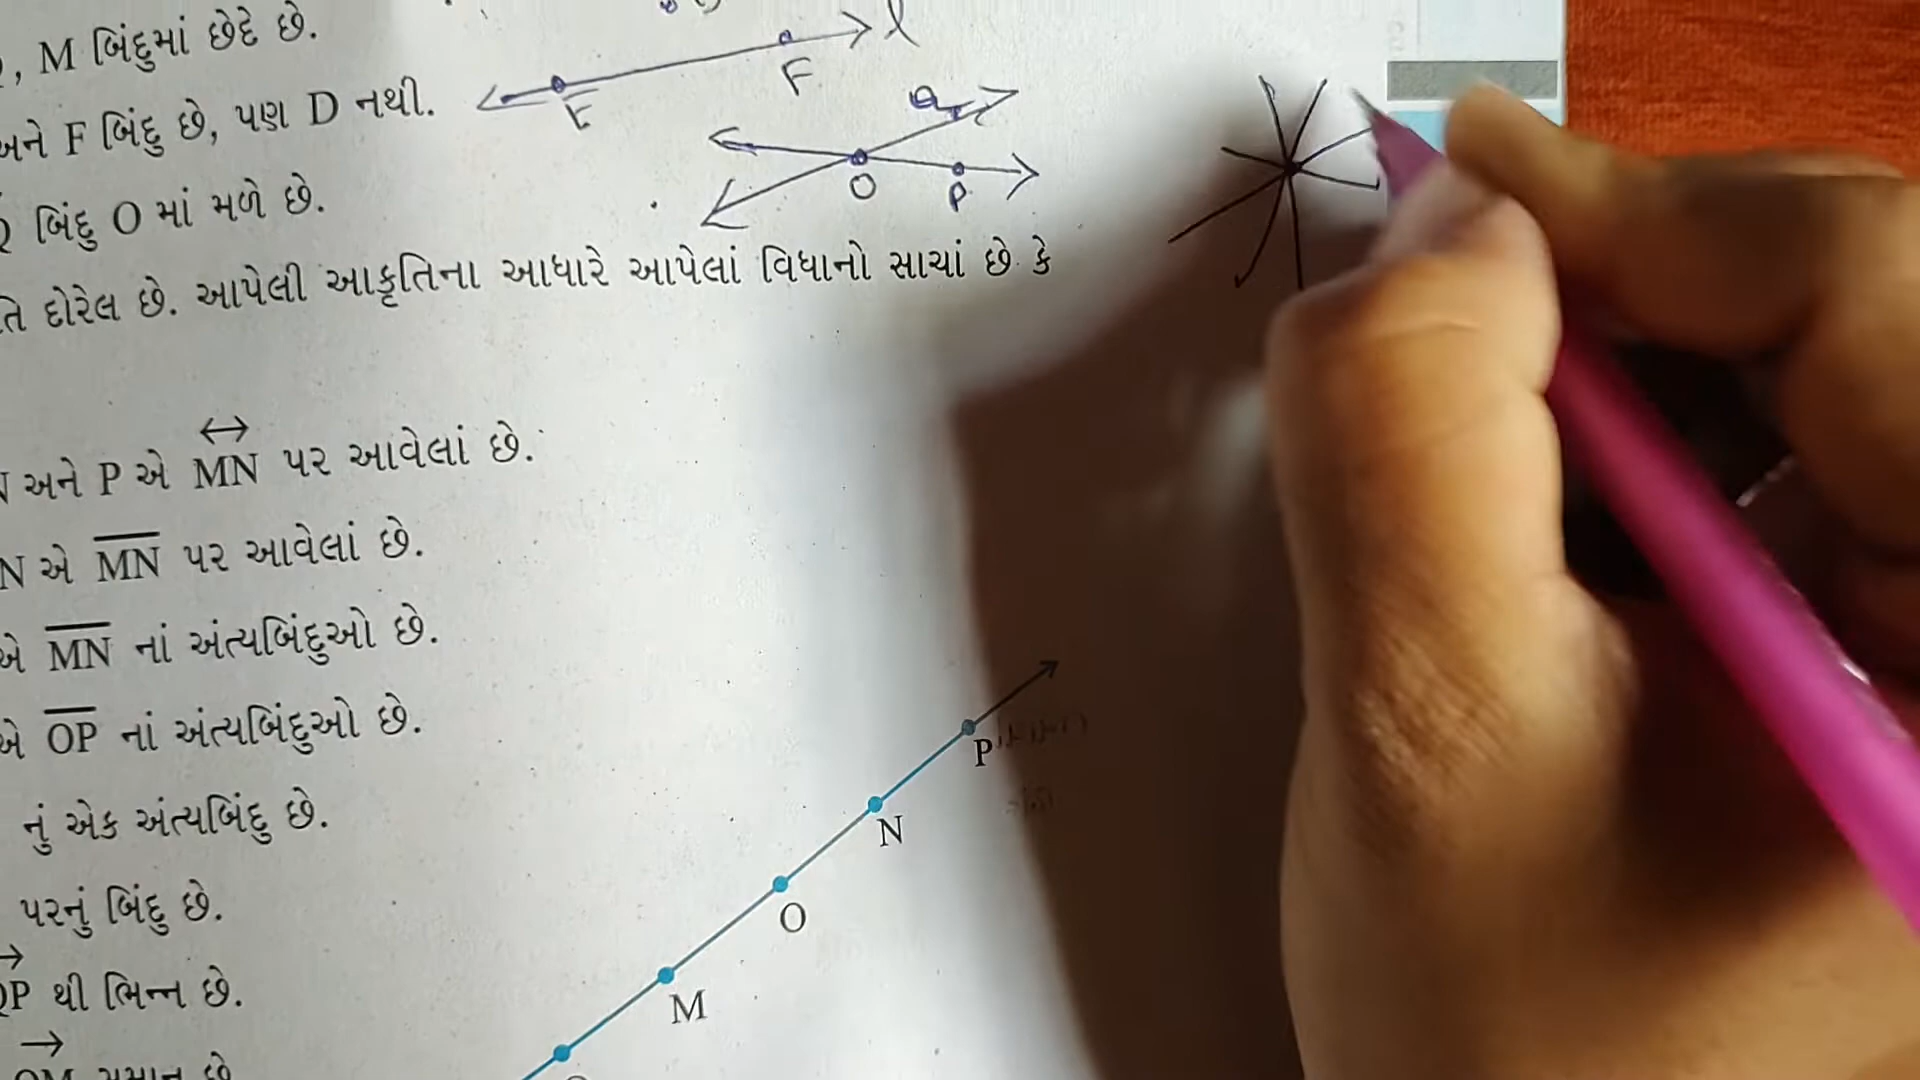 , M બિંદુમાં છેદે છે.
l
E
F
અને F બિંદુ છે, પણ D નથી.
Q
O
P
બિંદુ O માં મળે છે.
દોરેલ છે. આપેલી આકૃતિના આધારે આપેલાં વિધાનો સાચાં છે કે
અને P એ MN પર આવેલાં છે.
N એ MN પર આવેલાં છે.
એ MN નાં અંત્યબિંદુઓ છે.
એ OP નાં અંત્યબિંદુઓ છે.
P
નું એક અંત્યબિંદુ છે.
N
પરનું બિંદુ છે.
O
P થી ભિન્ન છે.
M
છે